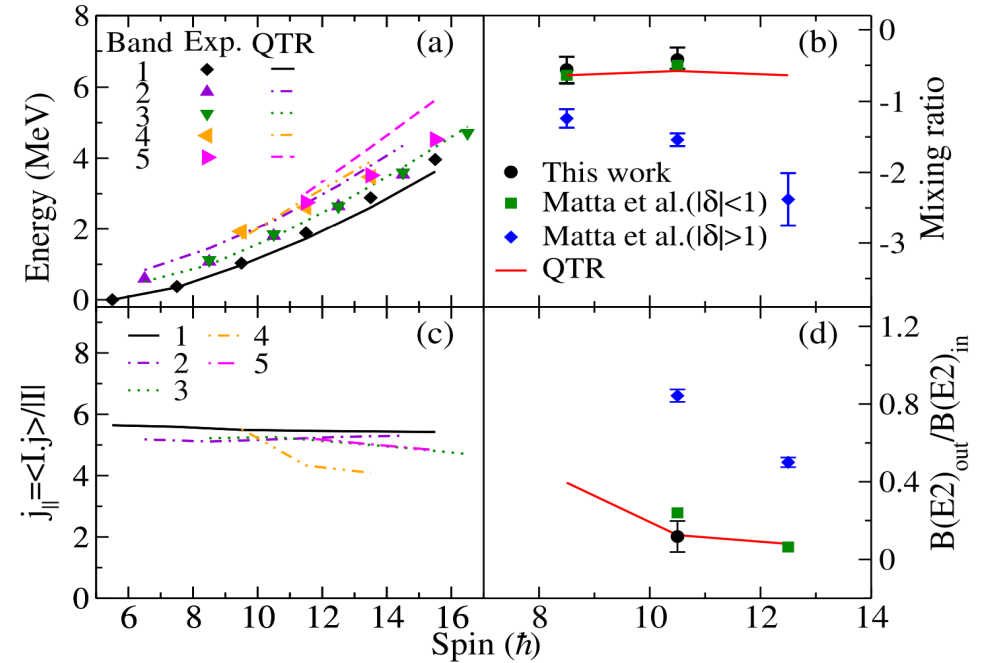 8
6
4
2
0
Energy (MeV)
Band Exp. QTR
1
2
3
4
5
(a)
(b)
This work
Matta et al.(|δ|<1)
Matta et al.(|δ|>1)
QTR
0
-1
-2
-3
Mixing ratio
8
6
4
2
0
j||=<I.j>/|I|
1
2
3
4
5
(c)
(d)
1.2
0.8
0.4
0
B(E2)out/B(E2)in
6 8 10 12 14 16
8 10 12 14
Spin (ℏ)